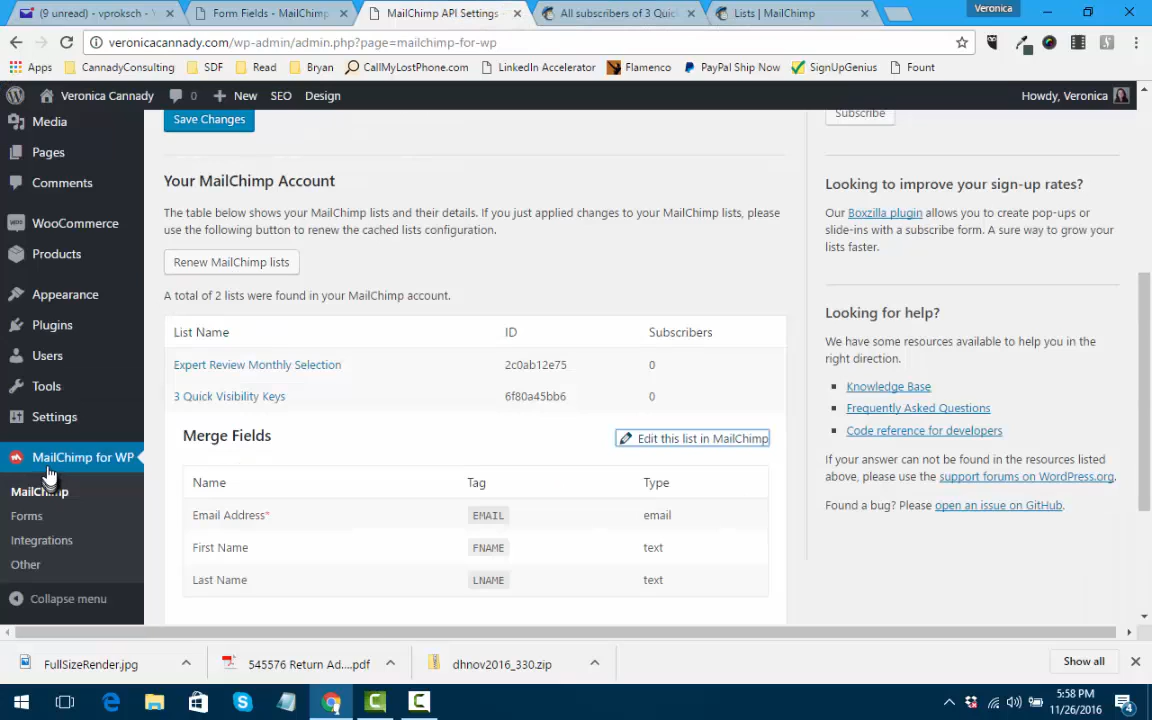 (9 unread) - vproksch -
Form Fields - MailChimp
MailChimp API Settings
All subscribers of 3 Quic
Lists | MailChimp
Veronica
veronicacannady.com/wp-admin/admin.php?page=mailchimp-for-wp
Apps
CannadyConsulting
SDF
Read
Bryan
CallMyLostPhone.com
LinkedIn Accelerator
Flamenco
PayPal Ship Now
SignUpGenius
Fount
Veronica Cannady
0
New
SEO
Design
Howdy, Veronica
Media
Pages
Comments
WooCommerce
Products
Appearance
Plugins
Users
Tools
Settings
MailChimp for WP
MailChimp
Forms
Integrations
Other
Collapse menu
Save Changes
Your MailChimp Account
The table below shows your MailChimp lists and their details. If you just applied changes to your MailChimp lists, please
use the following button to renew the cached lists configuration.
Renew MailChimp lists
A total of 2 lists were found in your MailChimp account.
List Name ID Subscribers
Expert Review Monthly Selection 2c0ab12e75 0
3 Quick Visibility Keys 6f80a45bb6 0
Merge Fields
Edit this list in MailChimp
Name Tag Type
Email Address* EMAIL email
First Name FNAME text
Last Name LNAME text
Subscribe
Looking to improve your sign-up rates?
Our Boxzilla plugin allows you to create pop-ups or
slide-ins with a subscribe form. A sure way to grow your
lists faster.
Looking for help?
We have some resources available to help you in the
right direction.
Knowledge Base
Frequently Asked Questions
Code reference for developers
If your answer can not be found in the resources listed
above, please use the support forums on WordPress.org.
Found a bug? Please open an issue on GitHub.
FullSizeRender.jpg
545576 Return Ad....pdf
dhnov2016_330.zip
Show all
5:58 PM
11/26/2016
4